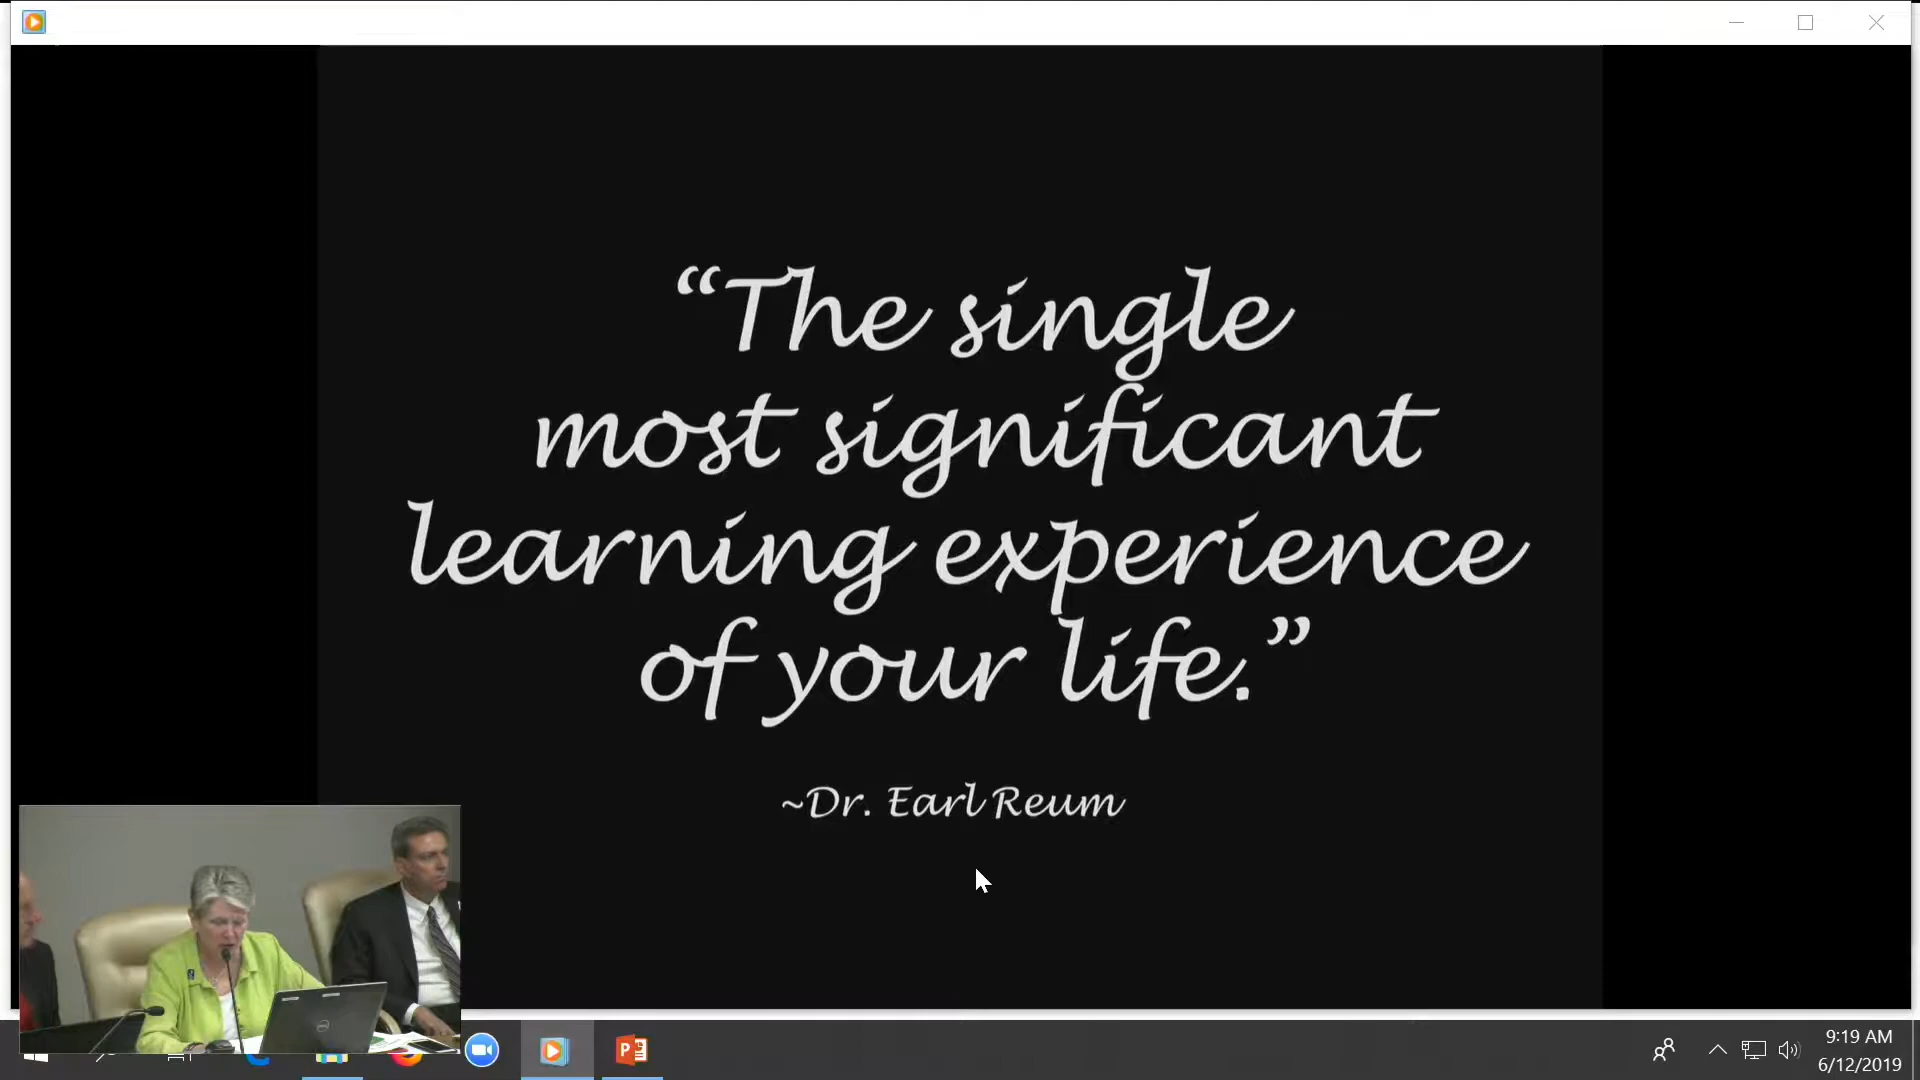 “The single
most significant
learning experience
of your life.”
~Dr. Earl Reum
9:19 AM
6/12/2019